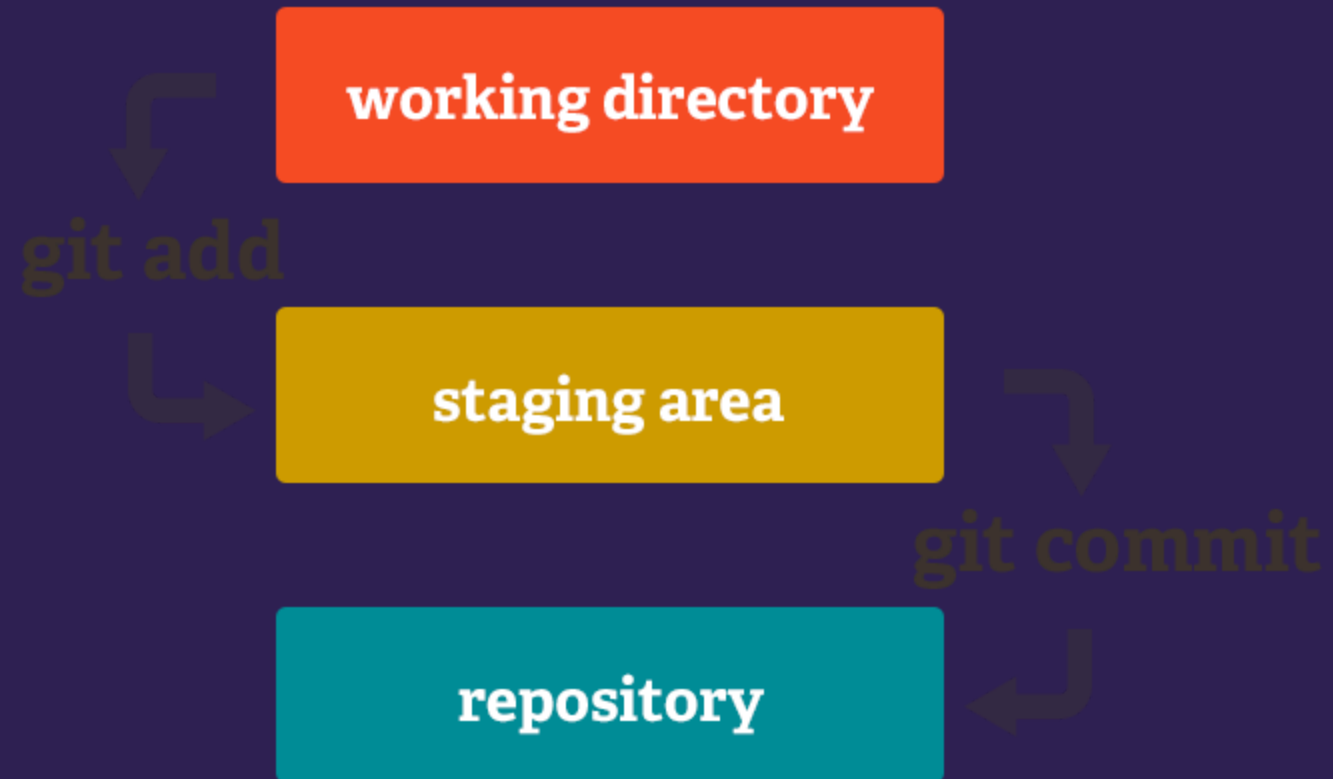 working directory
git add
staging area
git commit
repository